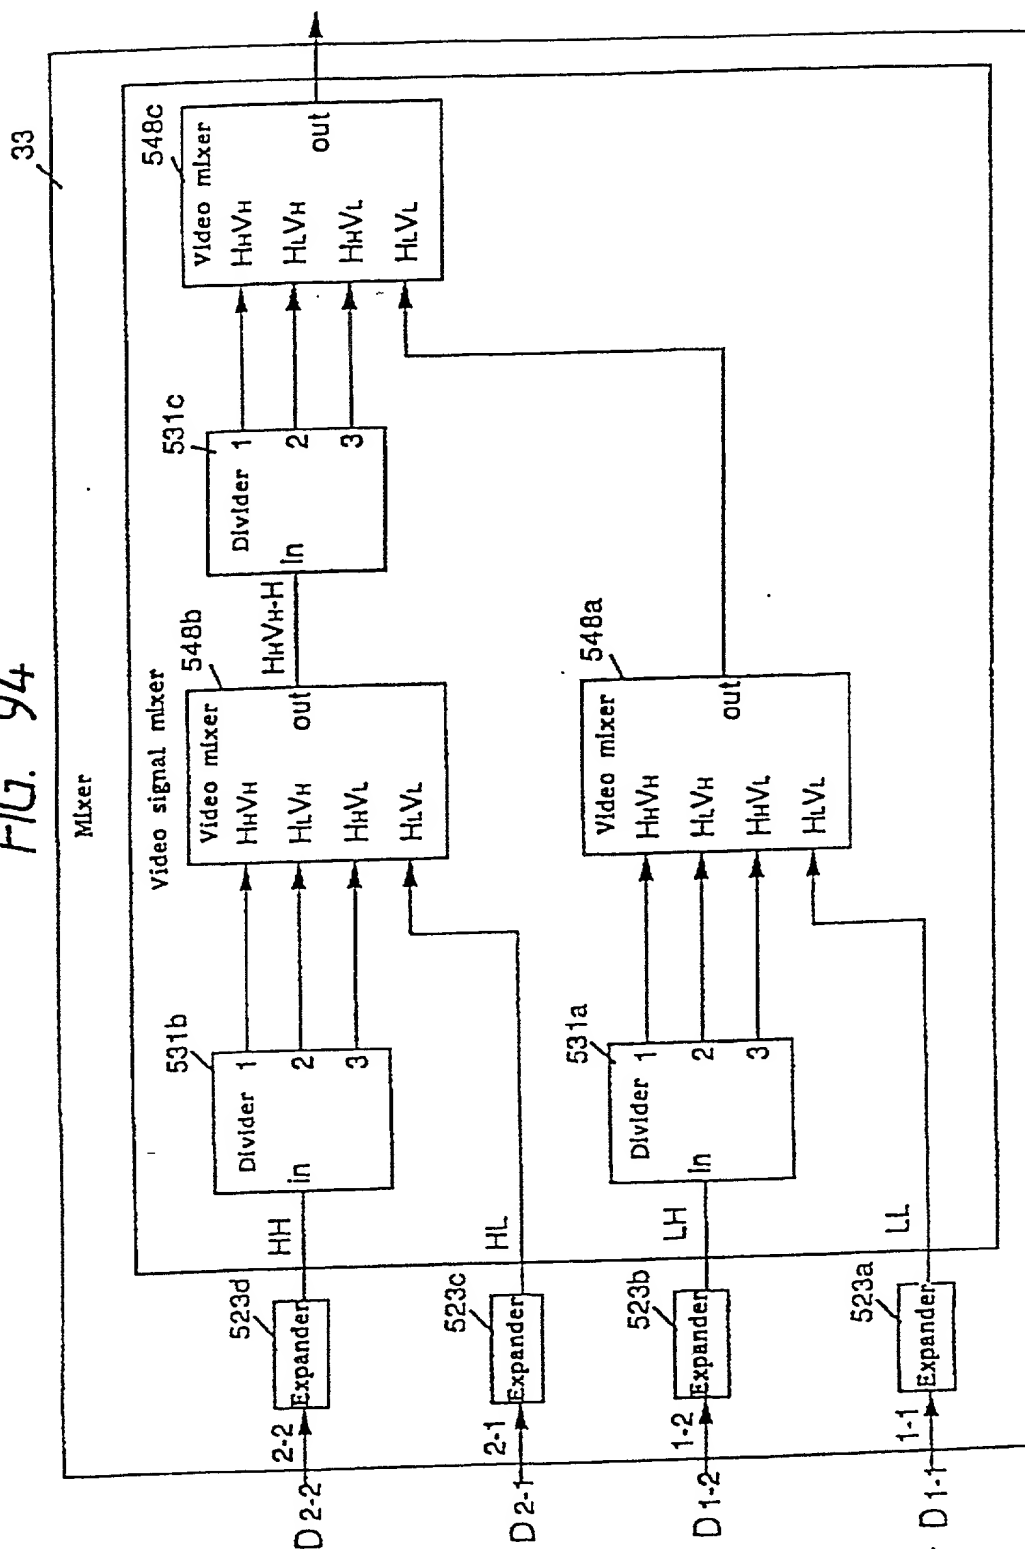 FIG. 94
33
Mixer
Video signal mixer
D2-2
2-2
523d
Expander
HH
531b
Divider
in
1
2
3
548b
Video mixer
HHVH
HLVH
HHVL
HLVL
out
HHVH-H
531c
Divider
in
1
2
3
548c
Video mixer
HHVH
HLVH
HHVL
HLVL
out
D2-1
2-1
523c
Expander
HL
D1-2
1-2
523b
Expander
LH
531a
Divider
in
1
2
3
548a
Video mixer
HHVH
HLVH
HHVL
HLVL
out
D1-1
1-1
523a
Expander
LL